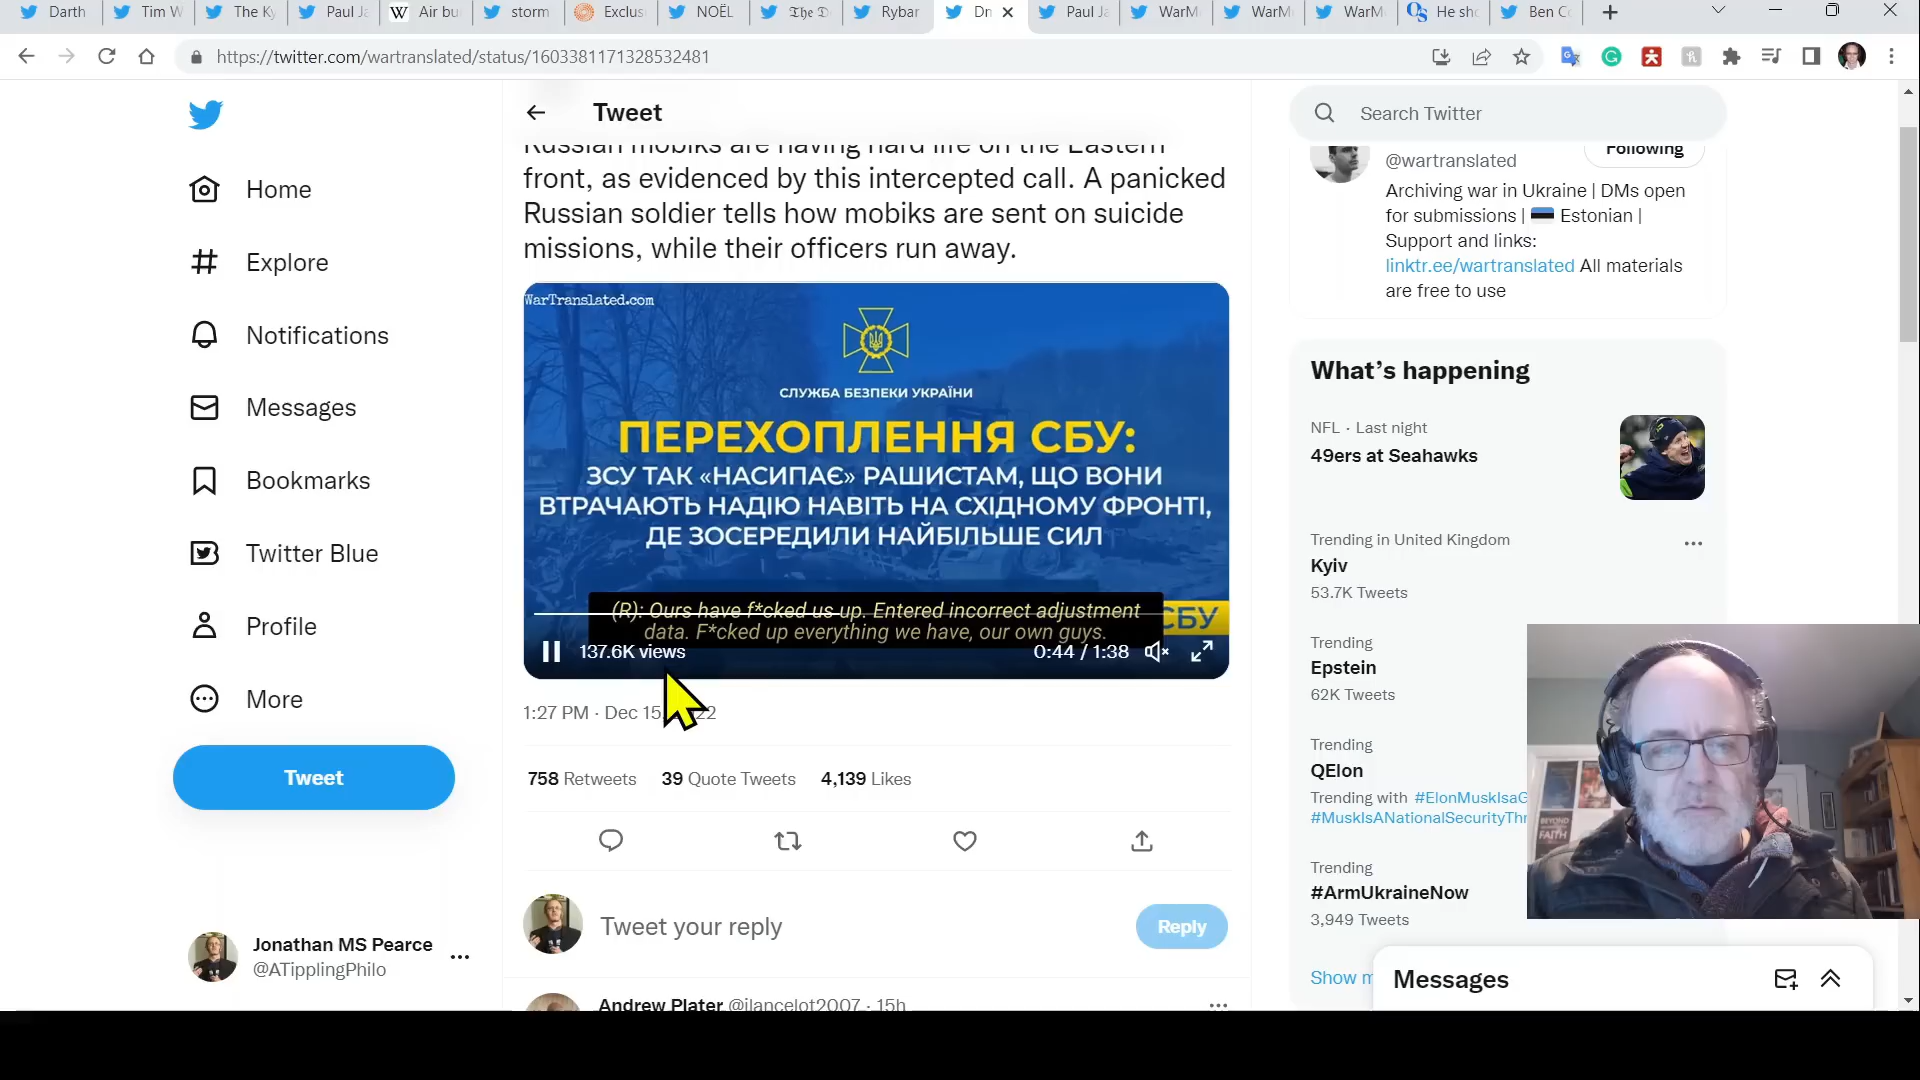 Darth
Tim W
The Ky
Paul Ja
Air bu
storm
Exclus
NOËL
The D
Rybar
Dm
Paul Ja
WarM
WarM
WarM
He sho
Ben Co
https://twitter.com/wartranslated/status/1603381171328532481
Home
Explore
Notifications
Messages
Bookmarks
Twitter Blue
Profile
More
Tweet
Jonathan MS Pearce
@ATipplingPhilo
Tweet
Russian mobiks are having hard life on the Eastern
front, as evidenced by this intercepted call. A panicked
Russian soldier tells how mobiks are sent on suicide
missions, while their officers run away.
WarTranslated.com
СЛУЖБА БЕЗПЕКИ УКРАЇНИ
ПЕРЕХОПЛЕННЯ СБУ:
ЗСУ ТАК «НАСИПАЄ» РАШИСТАМ, ЩО ВОНИ
ВТРАЧАЮТЬ НАДІЮ НАВІТЬ НА СХІДНОМУ ФРОНТІ,
ДЕ ЗОСЕРЕДИЛИ НАЙБІЛЬШЕ СИЛ
(R): Ours have f*cked us up. Entered incorrect adjustment
data. F*cked up everything we have, our own guys.
СБУ
137.6K views
0:44 / 1:38
1:27 PM · Dec 15, 22
758 Retweets 39 Quote Tweets 4,139 Likes
Tweet your reply
Reply
Andrew Plater @ilancelot2007 · 15h
Search Twitter
@wartranslated
Following
Archiving war in Ukraine | DMs open
for submissions | Estonian |
Support and links:
linktr.ee/wartranslated All materials
are free to use
What's happening
NFL · Last night
49ers at Seahawks
Trending in United Kingdom
Kyiv
53.7K Tweets
Trending
Epstein
62K Tweets
Trending
QElon
Trending with #ElonMuskIsaG
#MuskIsANationalSecurityThr
Trending
#ArmUkraineNow
3,949 Tweets
Show m
Messages
BEYOND
FAITH